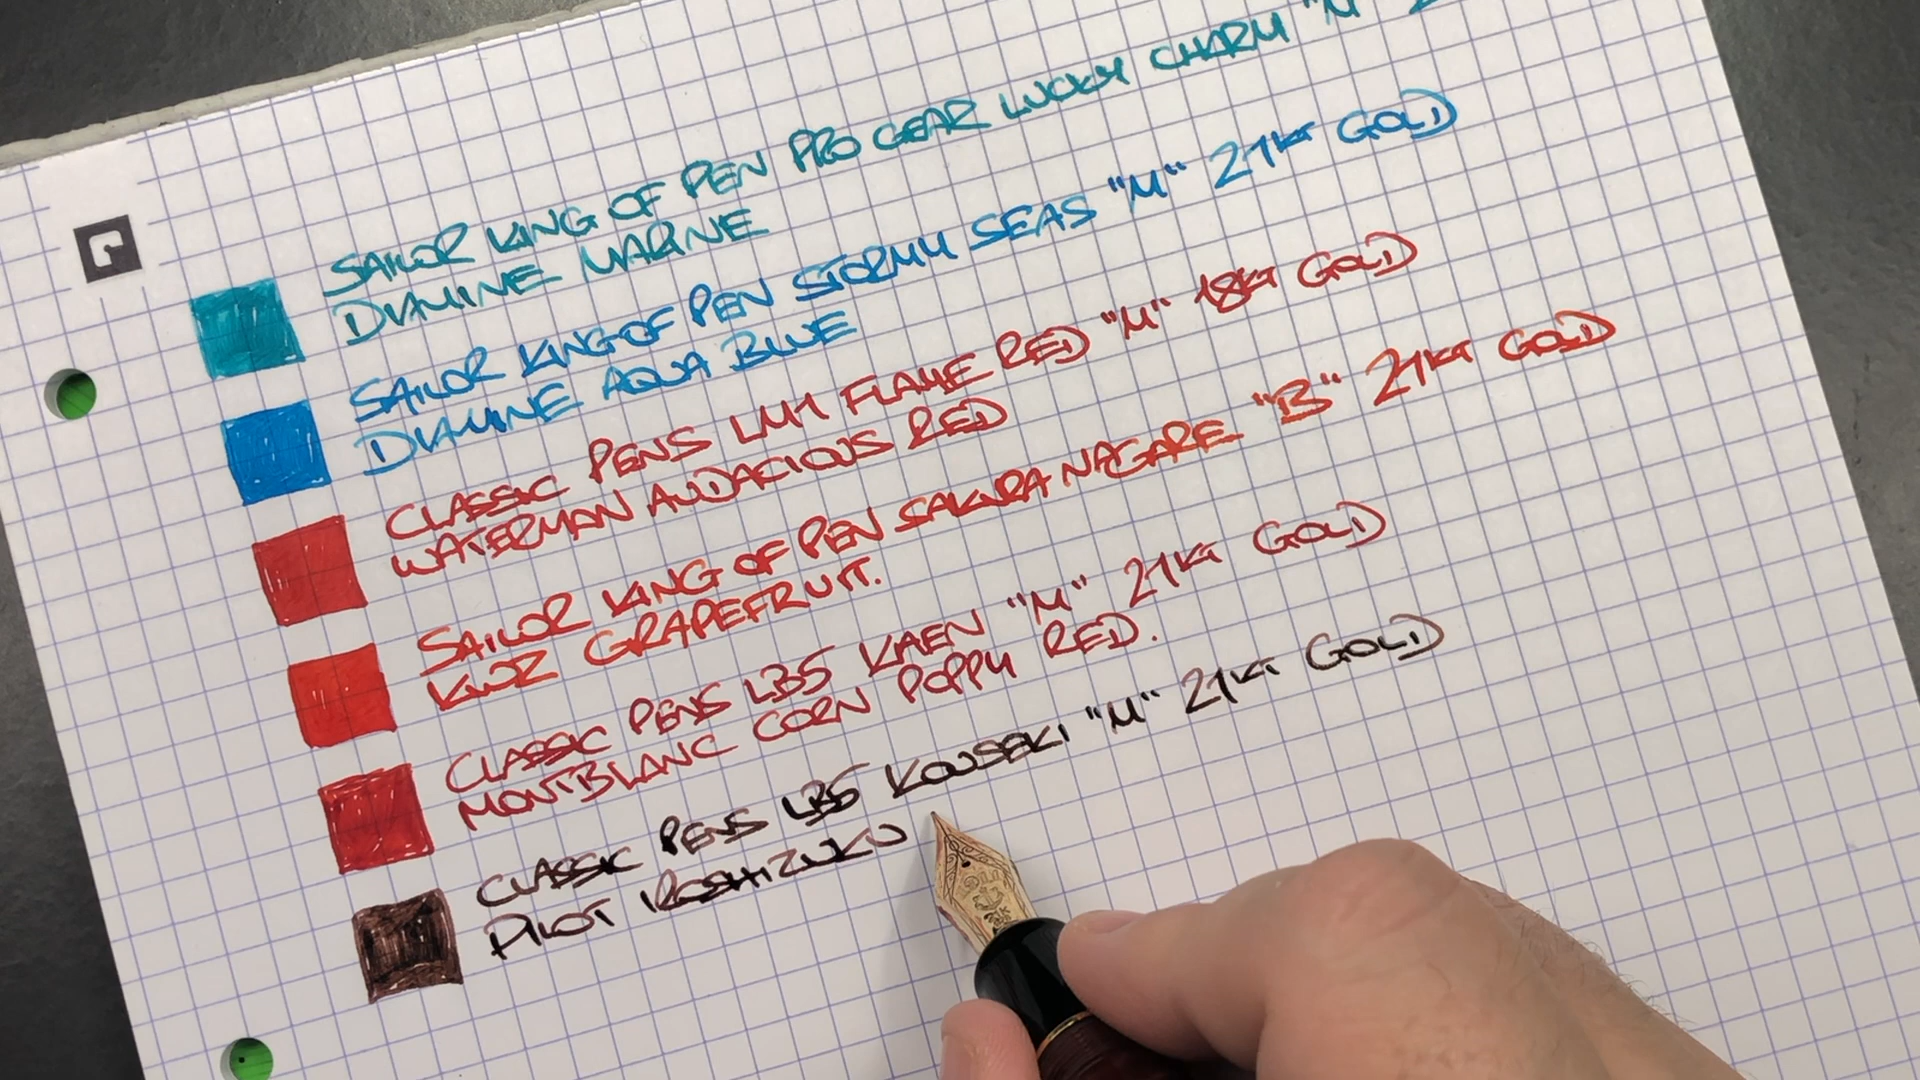 SAILOR KING OF PEN PRO GEAR LUCKY CHARM "M" 2
DIAMINE MARINE
SAILOR KING OF PEN STORMY SEAS "M" 21KT GOLD
DIAMINE AQUA BLUE
CLASSIC PENS LM1 FLAME RED "M" 18KT GOLD
WATERMAN AUDACIOUS RED
SAILOR KING OF PEN SAKURA NAGARE "B" 21KT GOLD
KWZ GRAPEFRUIT.
CLASSIC PENS LB5 KAEN "M" 21KT GOLD
MONTBLANC CORN POPPY RED.
CLASSIC PENS LB5 KOUSEKI "M" 21KT GOLD
PILOT IROSHIZUKU